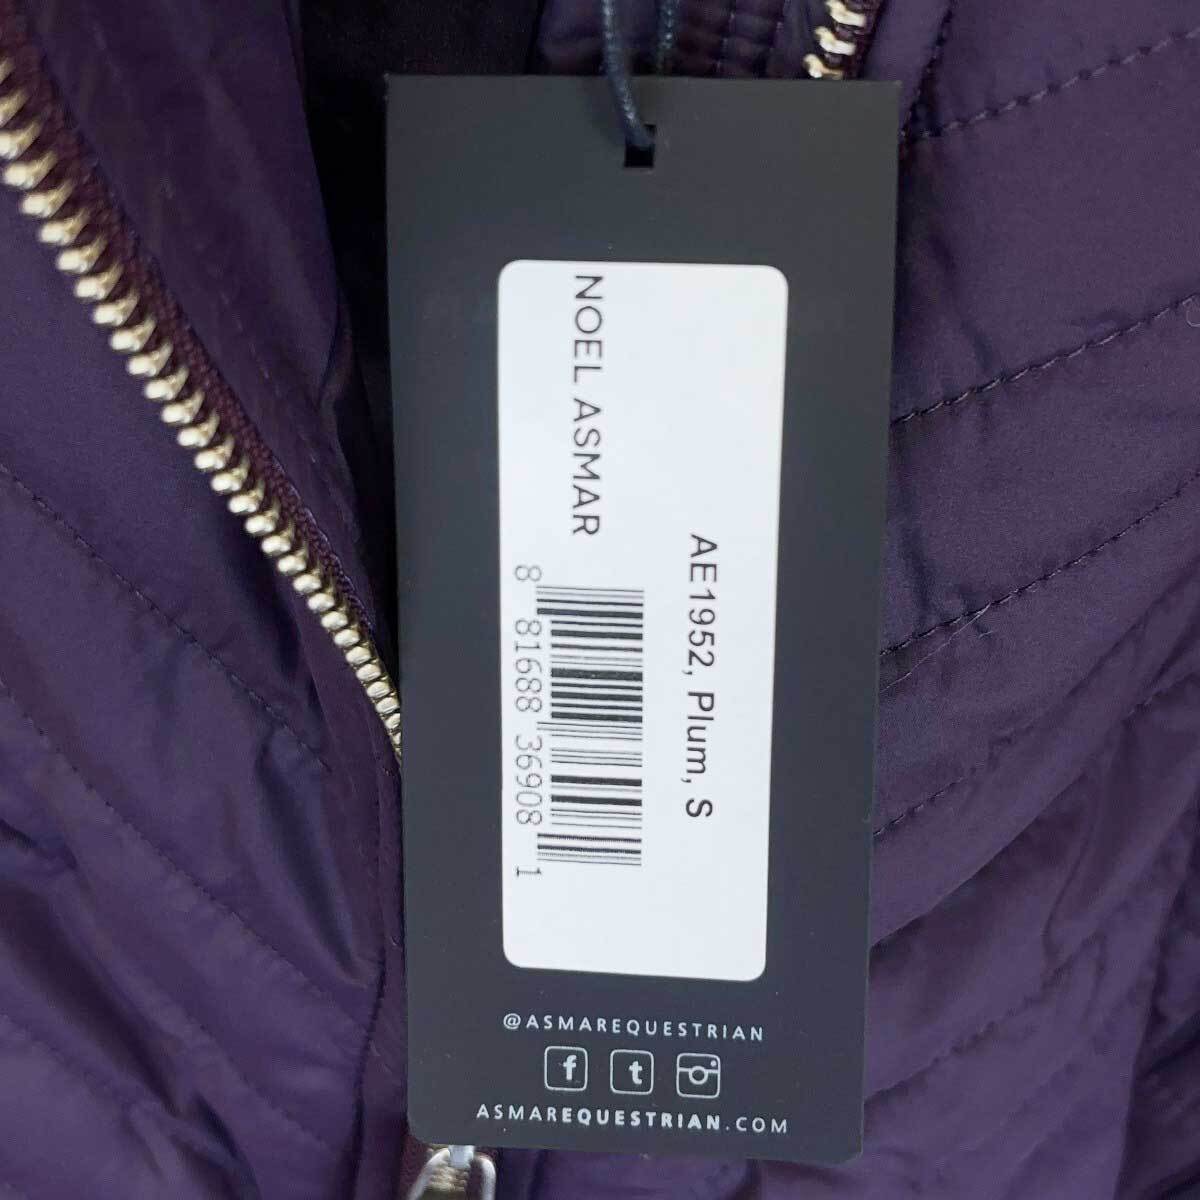 NOEL ASMAR
AE1952, Plum, S
8 81688 36908 1
@ASMAREQUESTRIAN
f t
ASMAREQUESTRIAN.COM